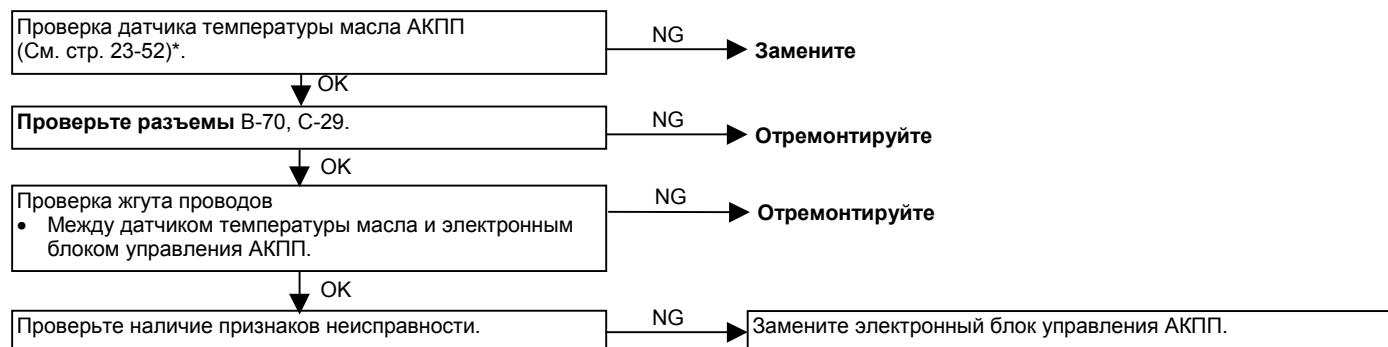 Проверка датчика температуры масла АКПП
(См. стр. 23-52)*.
NG
Замените
OK
Проверьте разъемы В-70, С-29.
NG
Отремонтируйте
OK
Проверка жгута проводов
• Между датчиком температуры масла и электронным
блоком управления АКПП.
NG
Отремонтируйте
OK
Проверьте наличие признаков неисправности.
NG
Замените электронный блок управления АКПП.